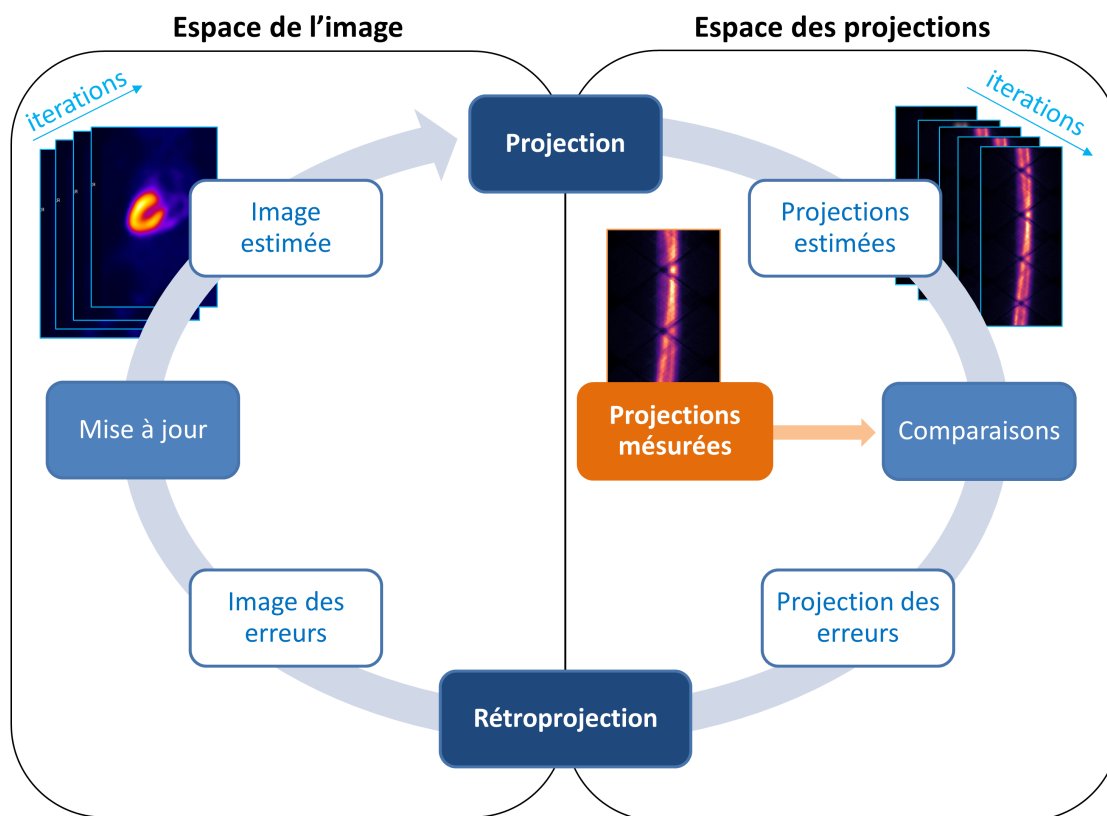 Espace de l’image
Espace des projections
iterations
iterations
Projection
Image
estimée
Projections
estimées
Mise à jour
Projections
mésurées
Comparaisons
Image des
erreurs
Projection des
erreurs
Rétroprojection